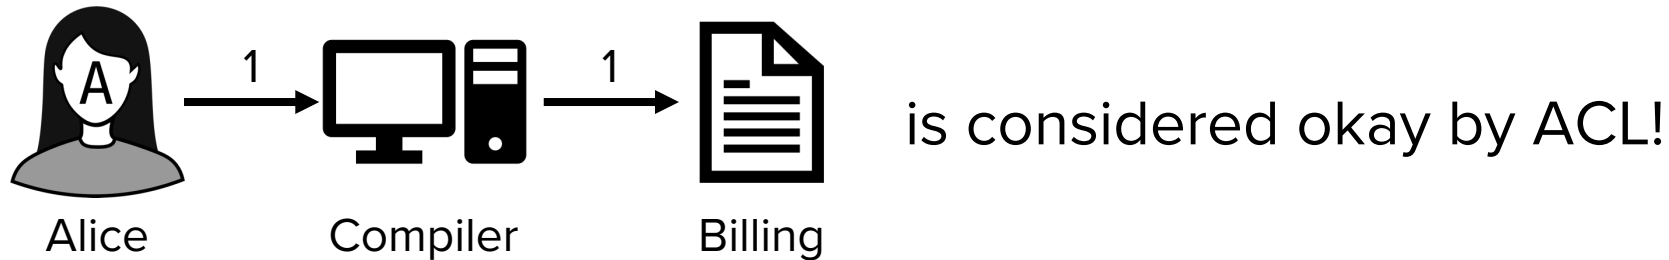 1
1
A
is considered okay by ACL!
Alice
Compiler
Billing